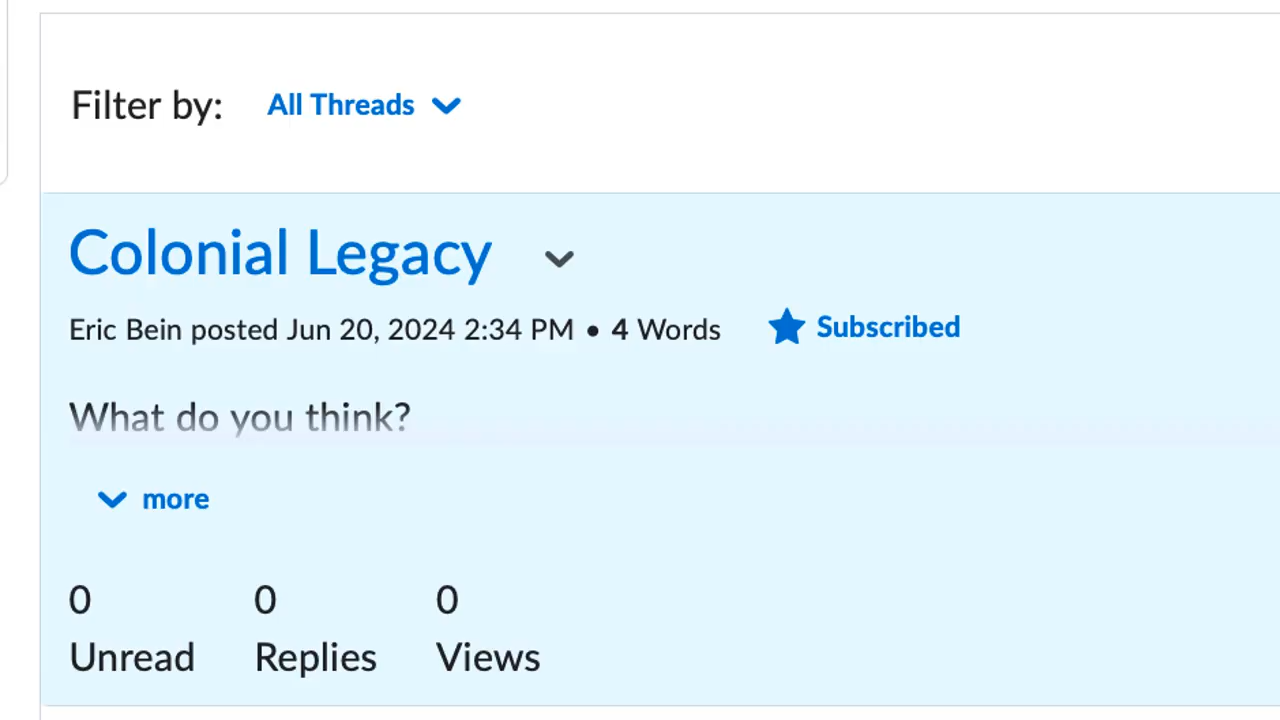 Filter by: All Threads
Colonial Legacy
Eric Bein posted Jun 20, 2024 2:34 PM • 4 Words Subscribed
What do you think?
more
0 0 0
Unread Replies Views